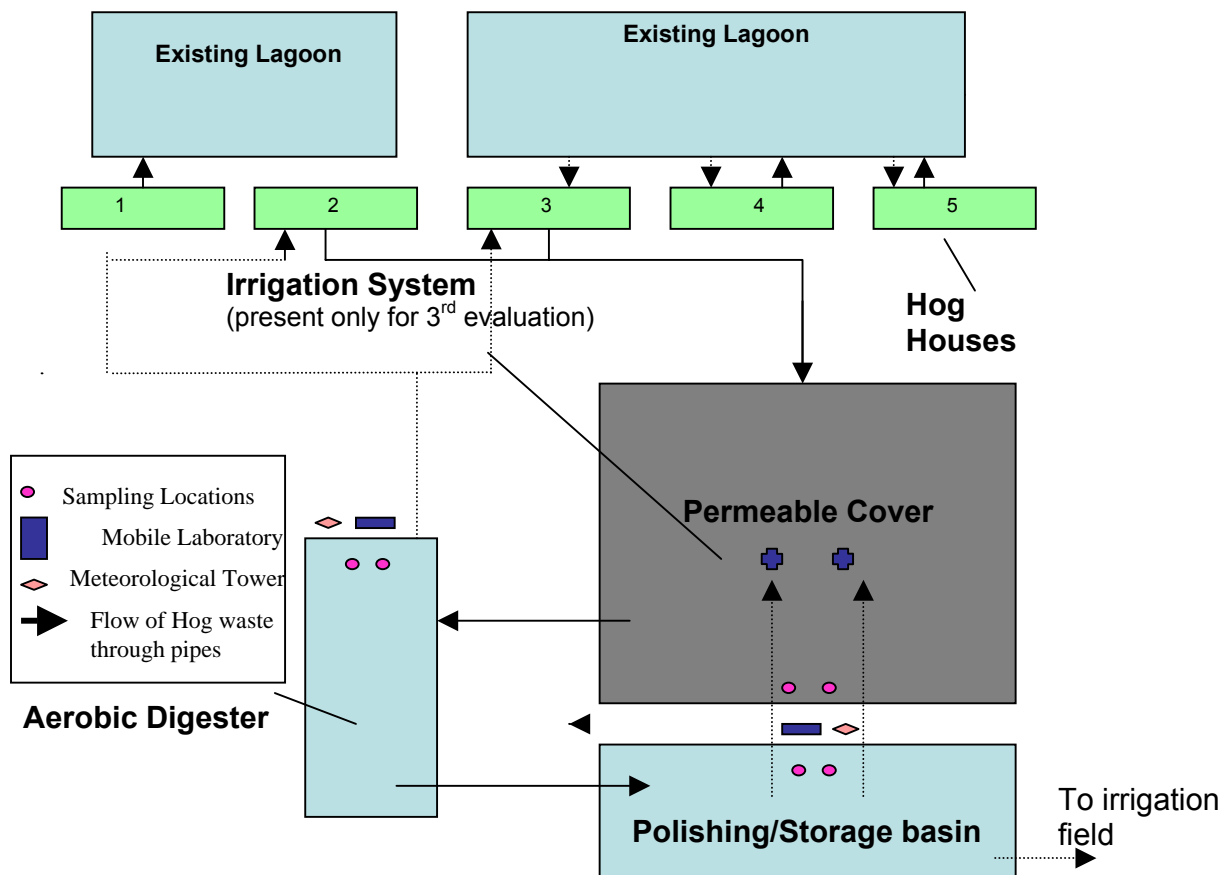 Existing Lagoon
Existing Lagoon
1
2
3
4
5
Irrigation System
(present only for 3rd evaluation)
Hog
Houses
Sampling Locations
Mobile Laboratory
Meteorological Tower
Flow of Hog waste
through pipes
Permeable Cover
Aerobic Digester
Polishing/Storage basin
To irrigation
field